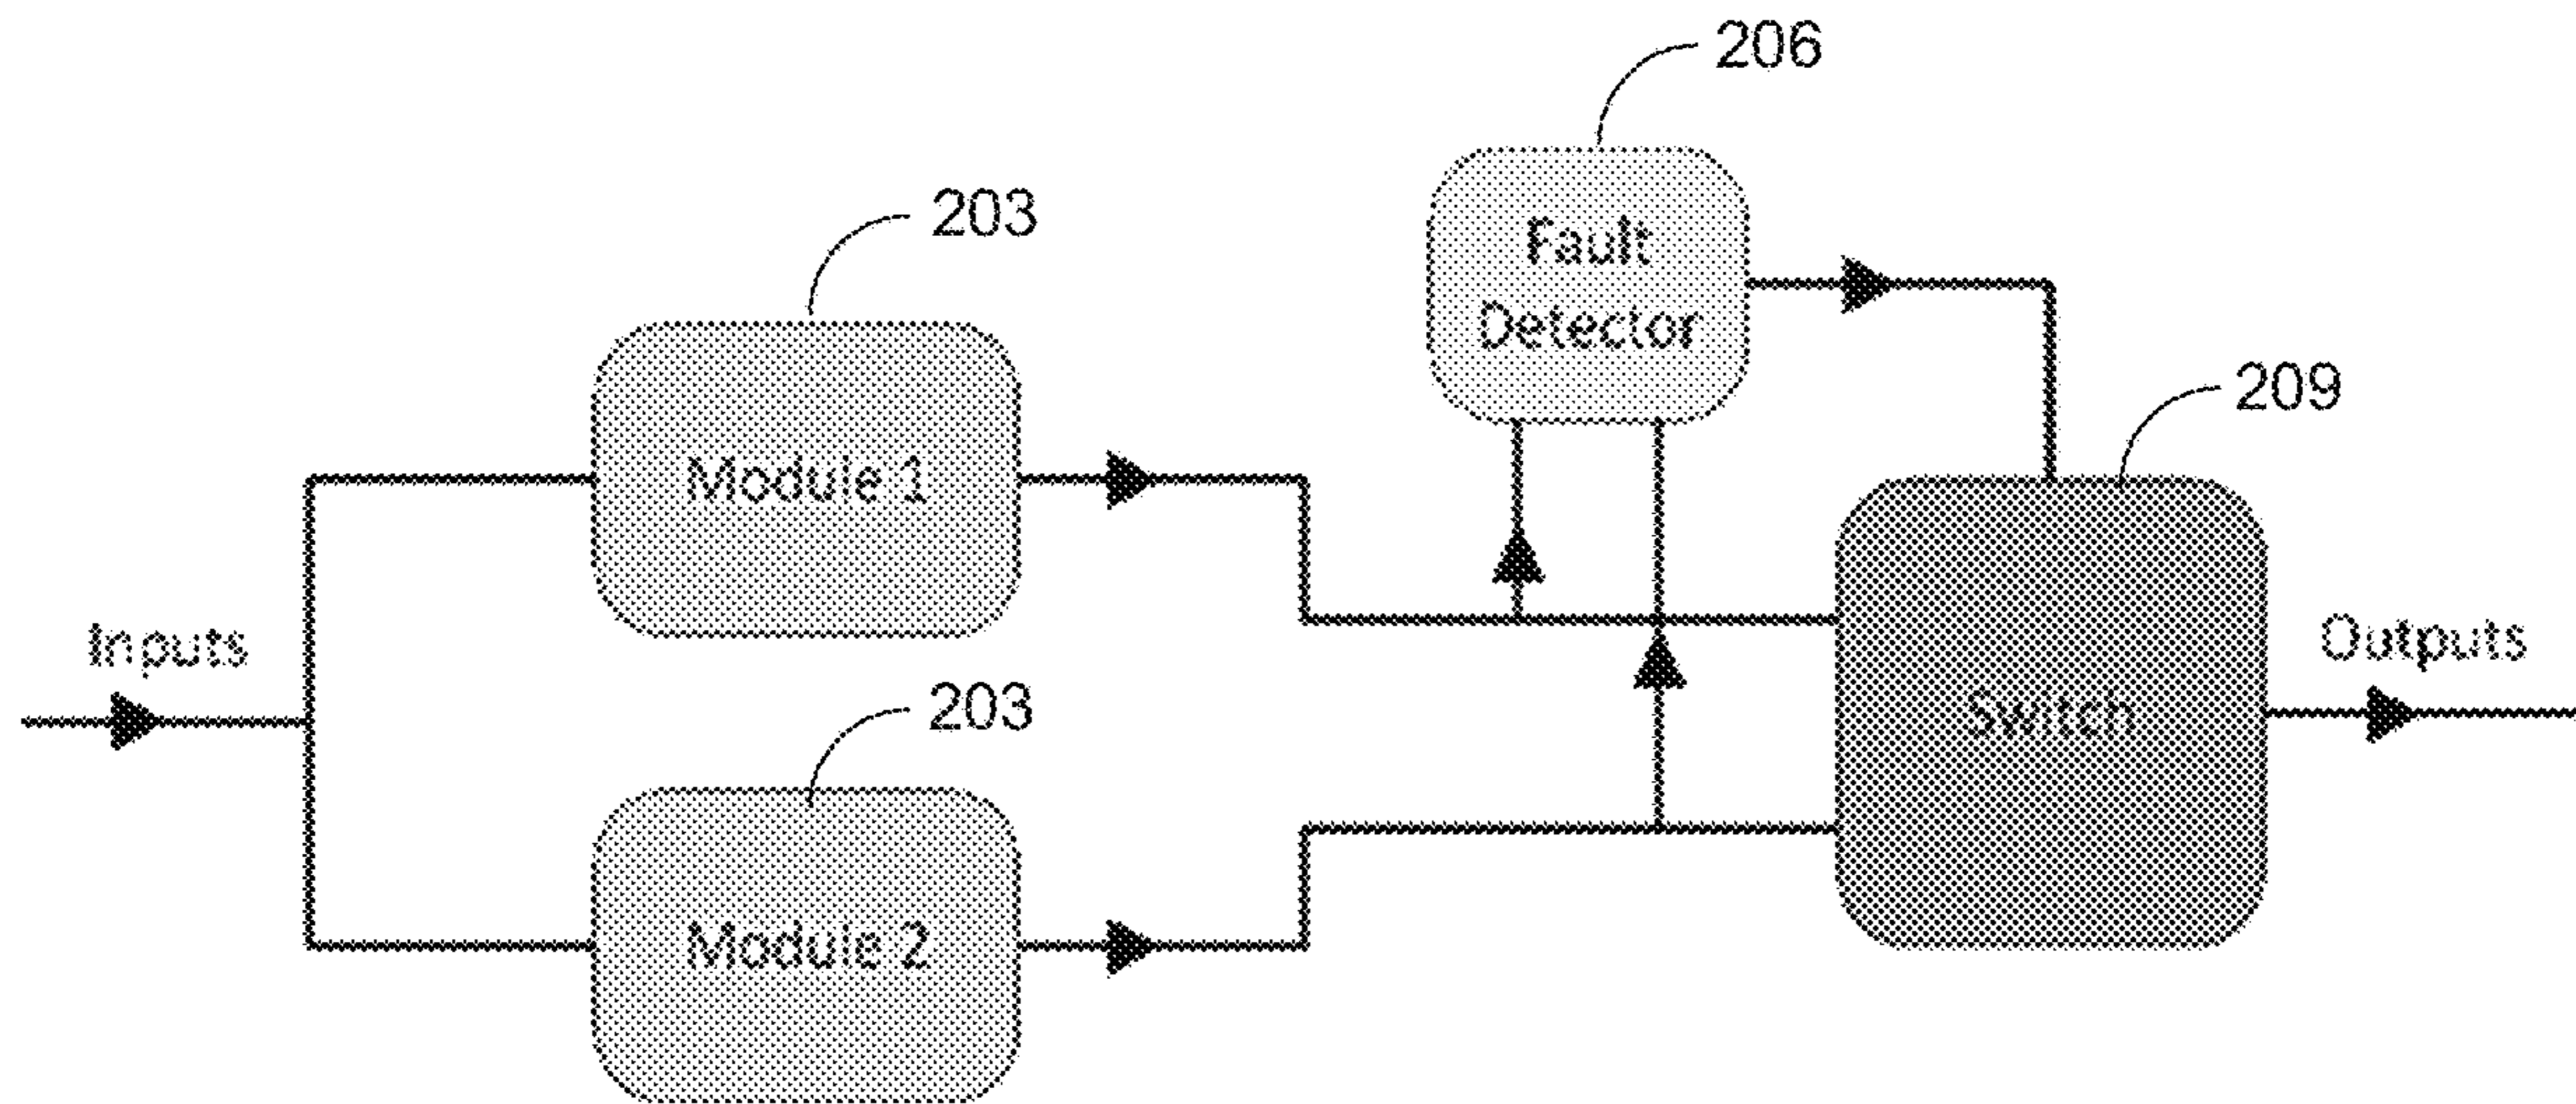 206
203
Fault
Detector
209
Module 1
Inputs
Outputs
203
Switch
Module 2